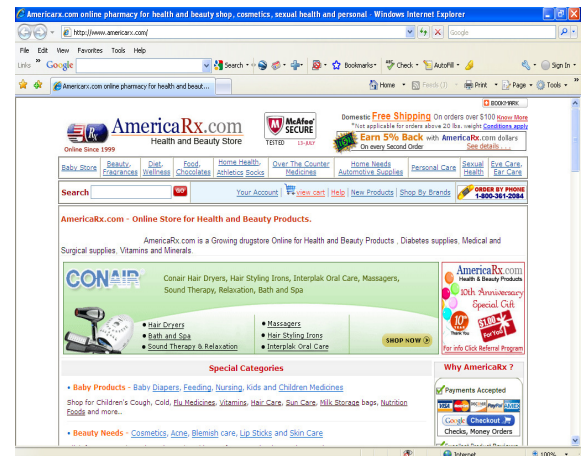 Americarx.com online pharmacy for health and beauty shop, cosmetics, sexual health and personal - Windows Internet Explorer
http://www.americarx.com/
Google
File Edit View Favorites Tools Help
Links » Google Search Bookmarks Check AutoFill Sign In
Americarx.com online pharmacy for health and beaut...
Home Feeds (J) Print Page Tools »
BOOKMARK
AmericaRx.com
Health and Beauty Store
Online Since 1999
McAfee
SECURE
TESTED 13-JULY
Domestic Free Shipping On orders over $100 Know More
*Not applicable for orders above 20 lbs. weight Conditions apply
Earn 5% Back with AmericaRx.com dollars
On every Second Order See details . . .
Baby Store
Beauty, Fragrances
Diet, Wellness
Food, Chocolates
Home Health, Athletics Socks
Over The Counter Medicines
Home Needs Automotive Supplies
Personal Care
Sexual Health
Eye Care, Ear Care
Search GO Your Account | view cart | Help | New Products | Shop By Brands
ORDER BY PHONE
1-800-361-2084
AmericaRx.com - Online Store for Health and Beauty Products.
AmericaRx.com is a Growing drugstore Online for Health and Beauty Products , Diabetes supplies, Medical and
Surgical supplies, Vitamins and Minerals.
CONAIR
Conair Hair Dryers, Hair Styling Irons, Interplak Oral Care, Massagers,
Sound Therapy, Relaxation, Bath and Spa
• Hair Dryers
• Bath and Spa
• Sound Therapy & Relaxation
• Massagers
• Hair Styling Irons
• Interplak Oral Care
SHOP NOW
AmericaRx.com
Health & Beauty Products
10th Anniversary
Special Gift
10th
Thank You
$1.00
For You!
For info Click Referral Program
Special Categories
• Baby Products - Baby Diapers, Feeding, Nursing, Kids and Children Medicines
Shop for Children's Cough, Cold, Flu Medicines, Vitamins, Hair Care, Sun Care, Milk Storage bags, Nutrition
Foods and more..
• Beauty Needs - Cosmetics, Acne, Blemish care, Lip Sticks and Skin Care
Why AmericaRx ?
Payments Accepted
VISA DISCOVER PayPal AMEX
Google Checkout
Checks, Money Orders
Internet
100%